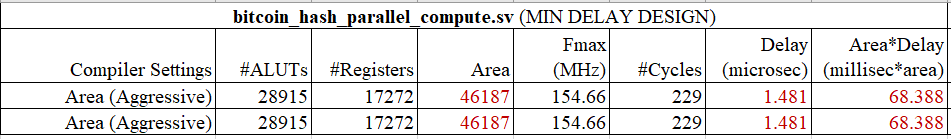 bitcoin_hash_parallel_compute.sv (MIN DELAY DESIGN)
Fmax Delay Area*Delay
Compiler Settings #ALUTs #Registers Area (MHz) #Cycles (microsec) (millisec*area)
Area (Aggressive) 28915 17272 46187 154.66 229 1.481 68.388
Area (Aggressive) 28915 17272 46187 154.66 229 1.481 68.388